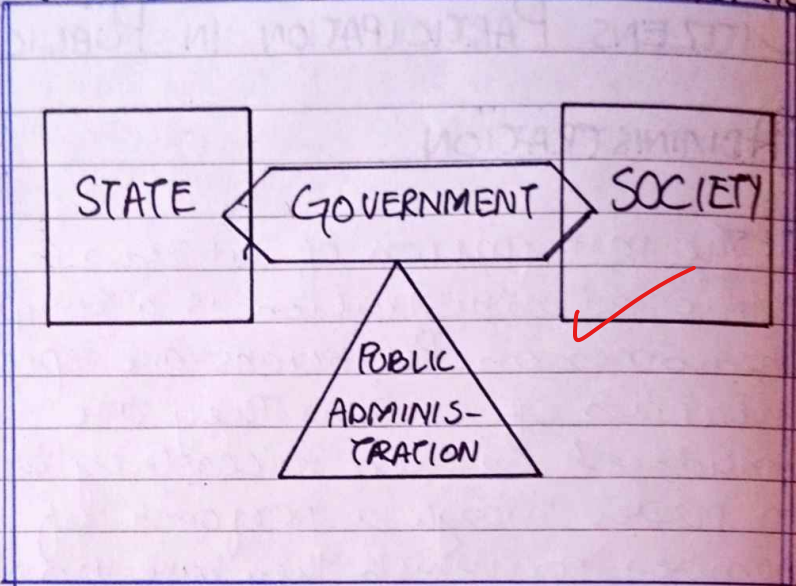 STATE
GOVERNMENT
SOCIETY
PUBLIC
ADMINIS-
TRATION